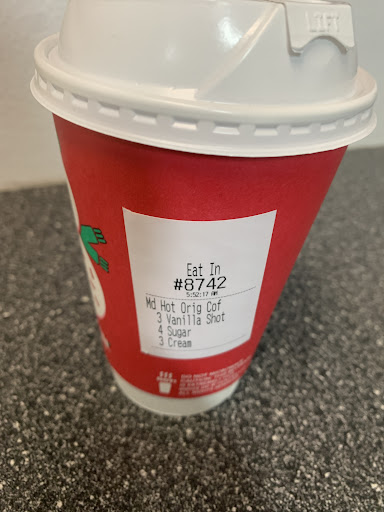 LIFT
Eat In
#8742
5:52:17 AM
Md Hot Orig Cof
3 Vanilla Shot
4 Sugar
3 Cream